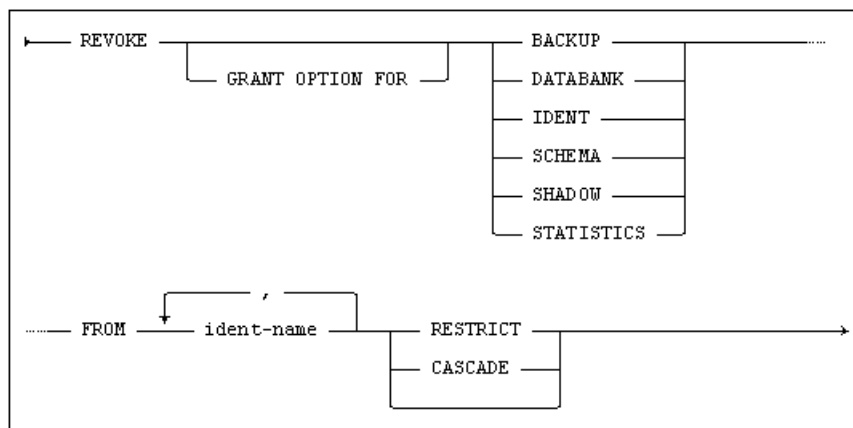 REVOKE BACKUP
GRANT OPTION FOR DATABANK
IDENT
SCHEMA
SHADOW
STATISTICS
,
FROM ident-name RESTRICT
CASCADE